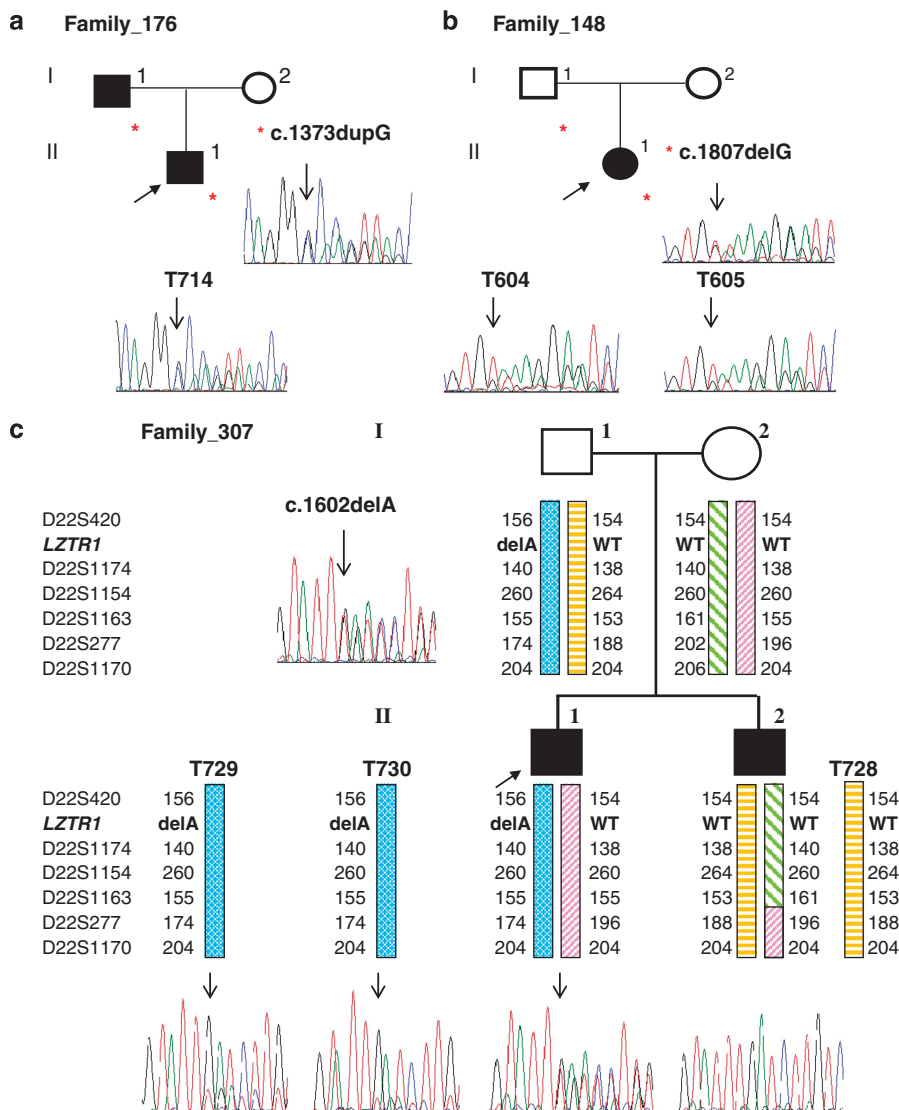 a Family_176
I 1 2
* * c.1373dupG
II 1
*
T714
b Family_148
I 1 2
* * c.1807delG
II 1
*
T604 T605
c Family_307 I 1 2
c.1602delA
D22S420 156 154 154 154
LZTR1 delA WT WT WT
D22S1174 140 138 140 138
D22S1154 260 264 260 260
D22S1163 155 153 161 155
D22S277 174 188 202 196
D22S1170 204 204 206 204
II 1 2
T729 T730 T728
D22S420 156 156 156 154 154 154 154
LZTR1 delA delA delA WT WT WT WT
D22S1174 140 140 140 138 138 140 138
D22S1154 260 260 260 260 264 260 264
D22S1163 155 155 155 155 153 161 153
D22S277 174 174 174 196 188 196 188
D22S1170 204 204 204 204 204 204 204